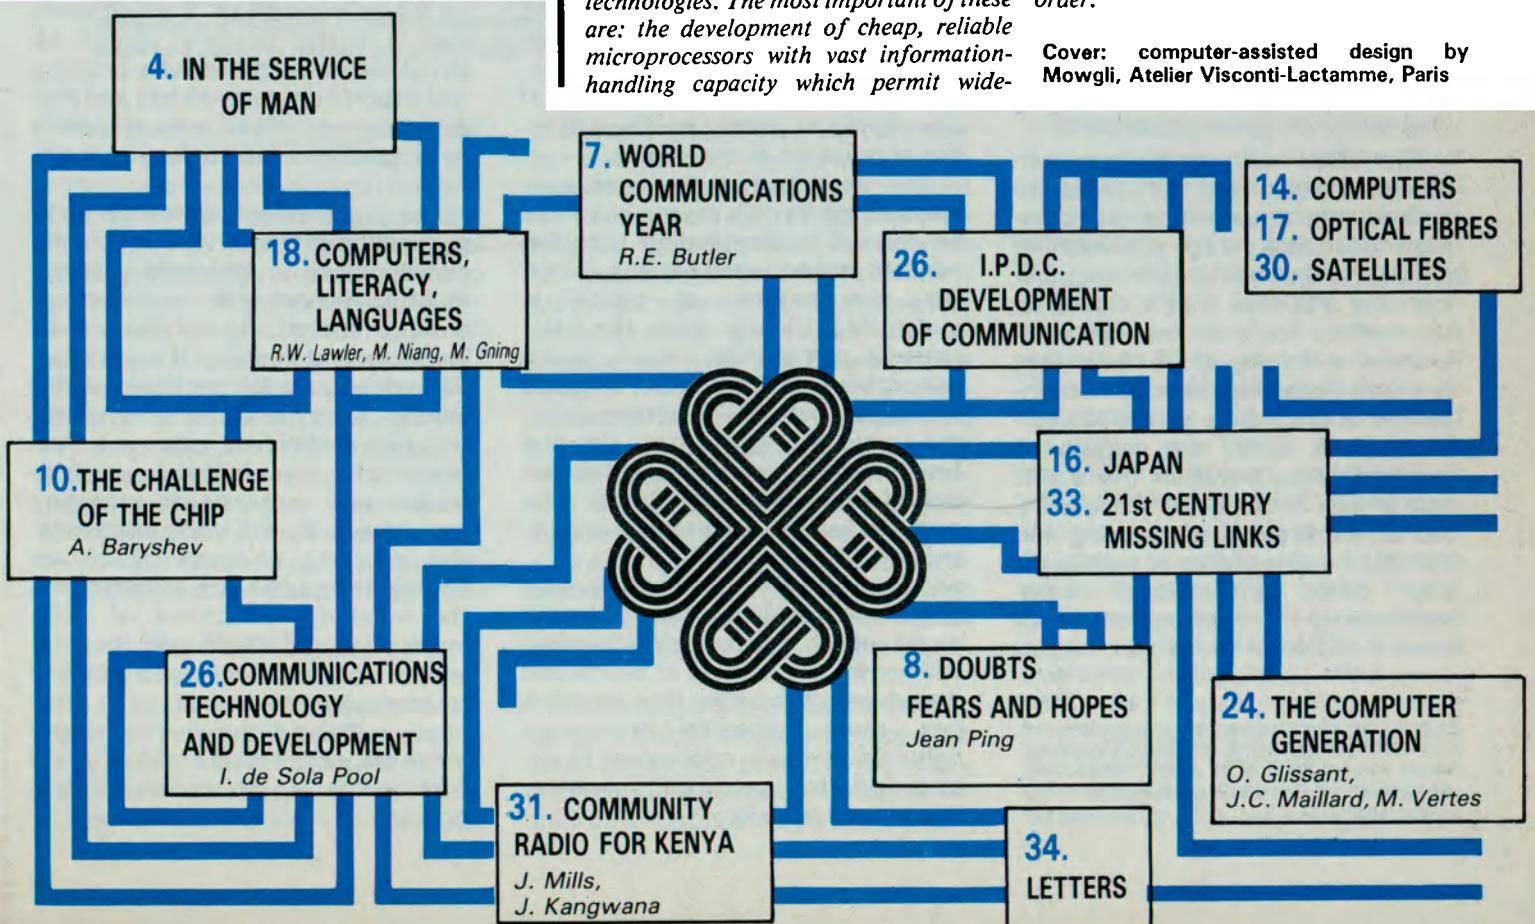 technologies. The most important of these
are: the development of cheap, reliable
microprocessors with vast information-
handling capacity which permit wide-
order.
Cover: computer-assisted design by
Mowgli, Atelier Visconti-Lactamme, Paris
4. IN THE SERVICE
OF MAN
7. WORLD
COMMUNICATIONS
YEAR
R.E. Butler
14. COMPUTERS
17. OPTICAL FIBRES
30. SATELLITES
18. COMPUTERS,
LITERACY,
LANGUAGES
R.W. Lawler, M. Niang, M. Gning
26. I.P.D.C.
DEVELOPMENT
OF COMMUNICATION
10. THE CHALLENGE
OF THE CHIP
A. Baryshev
16. JAPAN
33. 21st CENTURY
MISSING LINKS
26. COMMUNICATIONS
TECHNOLOGY
AND DEVELOPMENT
I. de Sola Pool
8. DOUBTS
FEARS AND HOPES
Jean Ping
24. THE COMPUTER
GENERATION
O. Glissant,
J.C. Maillard, M. Vertes
31. COMMUNITY
RADIO FOR KENYA
J. Mills,
J. Kangwana
34.
LETTERS